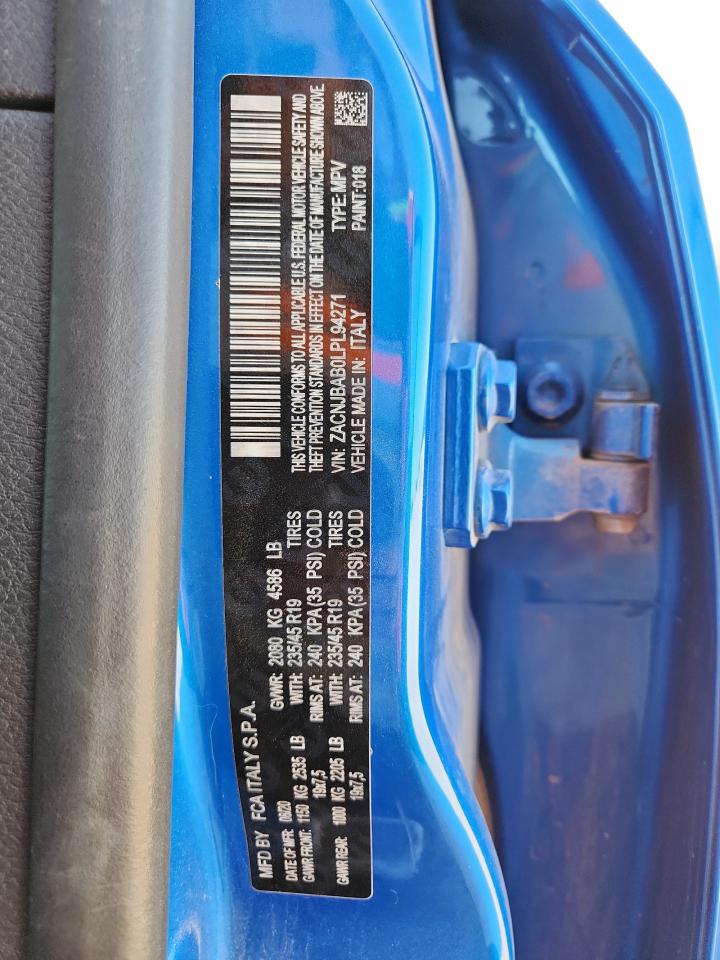 MFD BY FCA ITALY S.P.A.
DATE OF MFR: 06/20 GVWR: 2080 KG 4586 LB
GAWR FRONT: 1150 KG 2535 LB WITH: 235/45 R19 TIRES
19x7,5 RIMS AT: 240 KPA (35 PSI) COLD
GAWR REAR: 1000 KG 2205 LB WITH: 235/45 R19 TIRES
19x7,5 RIMS AT: 240 KPA (35 PSI) COLD
THIS VEHICLE CONFORMS TO ALL APPLICABLE U.S. FEDERAL MOTOR VEHICLE SAFETY AND
THEFT PREVENTION STANDARDS IN EFFECT ON THE DATE OF MANUFACTURE SHOWN ABOVE
VIN: ZACNJBAB0LPL94271 TYPE: MPV
VEHICLE MADE IN: ITALY PAINT: 018